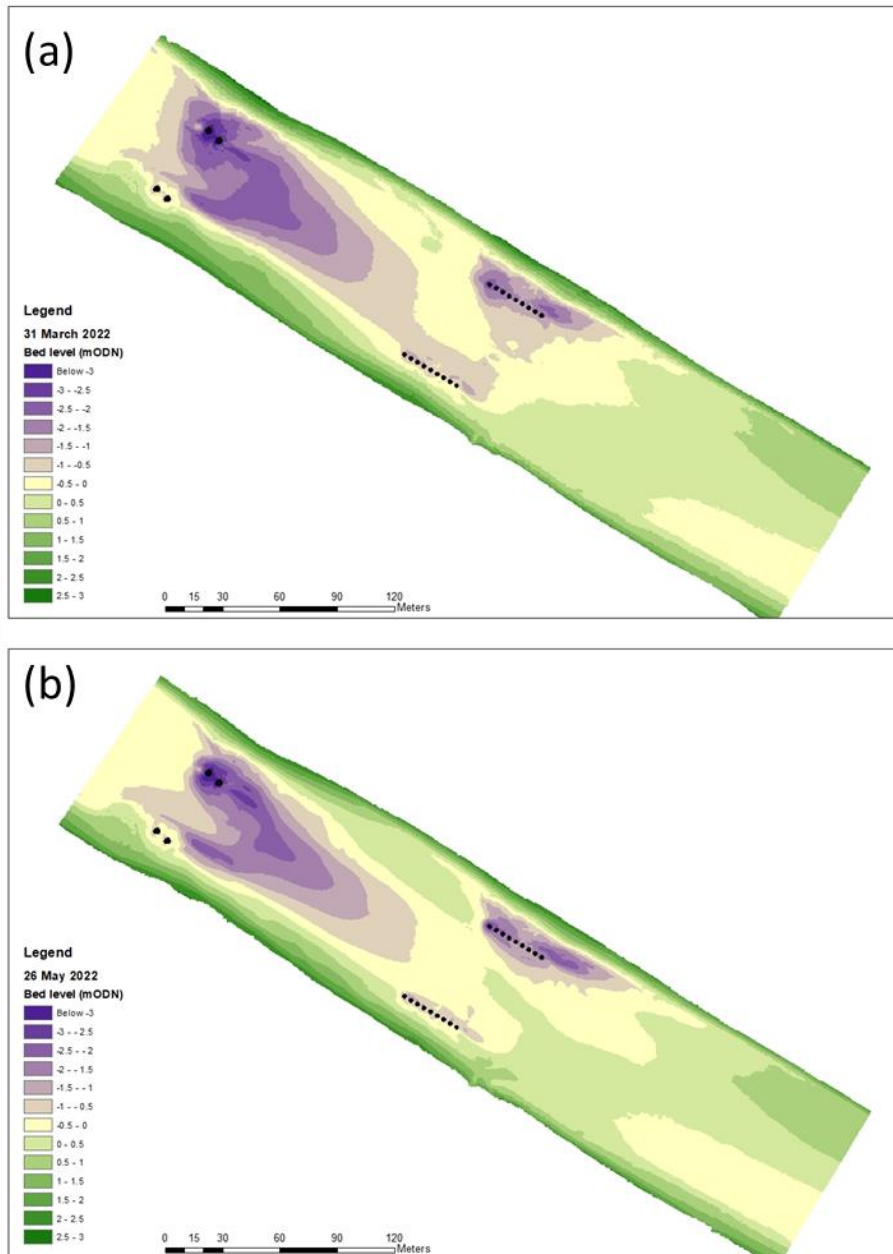 (a)
Legend
31 March 2022
Bed level (mODN)
Below -3
-3 - -2.5
-2.5 - -2
-2 - -1.5
-1.5 - -1
-1 - -0.5
-0.5 - 0
0 - 0.5
0.5 - 1
1 - 1.5
1.5 - 2
2 - 2.5
2.5 - 3
0 15 30 60 90 120
Meters
(b)
Legend
26 May 2022
Bed level (mODN)
Below -3
-3 - -2.5
-2.5 - -2
-2 - -1.5
-1.5 - -1
-1 - -0.5
-0.5 - 0
0 - 0.5
0.5 - 1
1 - 1.5
1.5 - 2
2 - 2.5
2.5 - 3
0 15 30 60 90 120
Meters